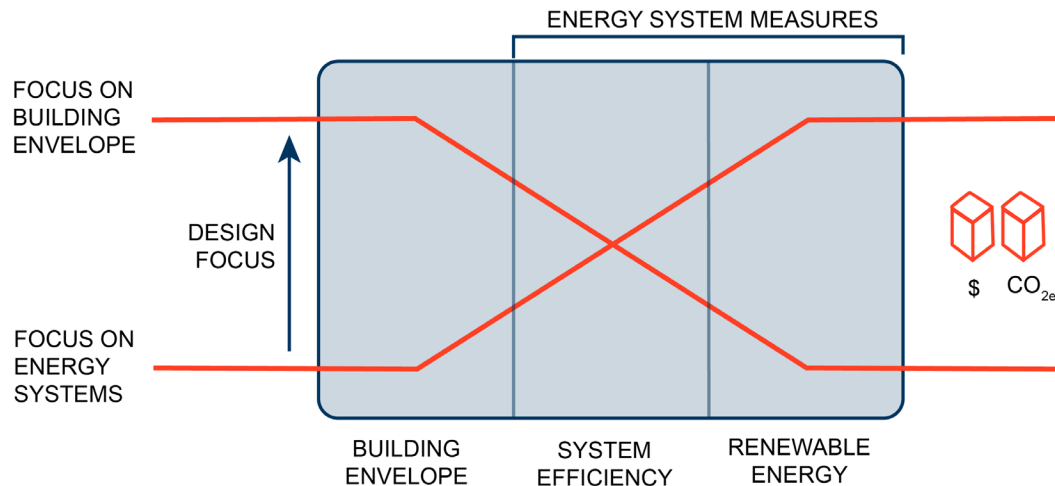 ENERGY SYSTEM MEASURES
FOCUS ON
BUILDING
ENVELOPE
DESIGN
FOCUS
$ CO2e
FOCUS ON
ENERGY
SYSTEMS
BUILDING
ENVELOPE
SYSTEM
EFFICIENCY
RENEWABLE
ENERGY